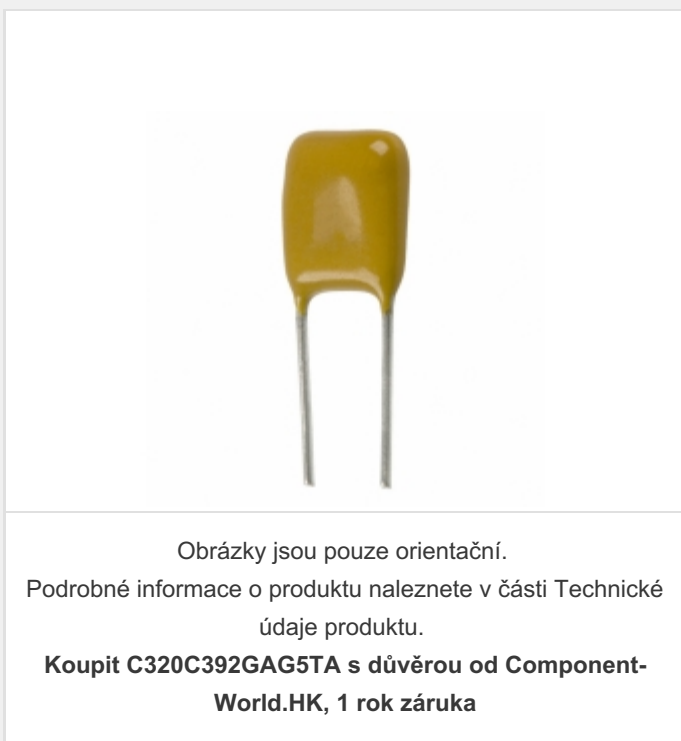 Obrázky jsou pouze orientační.
Podrobné informace o produktu naleznete v části Technické
údaje produktu.
Koupit C320C392GAG5TA s důvěrou od Component-
World.HK, 1 rok záruka